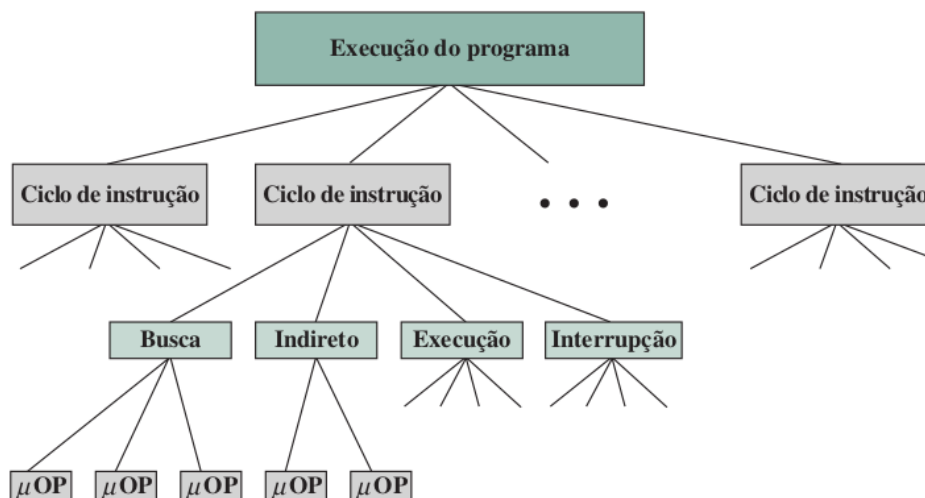 Execução do programa
Ciclo de instrução
Ciclo de instrução
• • •
Ciclo de instrução
Busca
Indireto
Execução
Interrupção
μOP
μOP
μOP
μOP
μOP